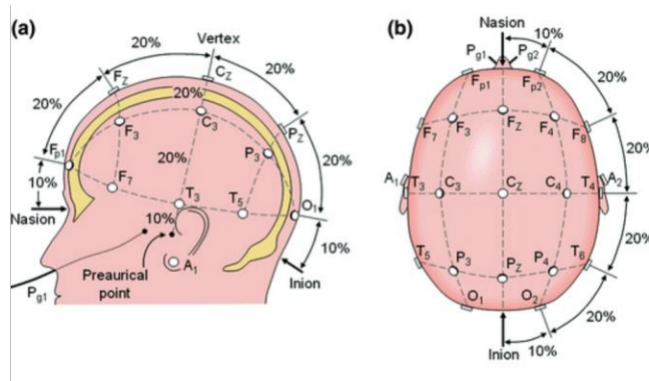 (a)
Vertex
20%
20%
20%
20%
20%
20%
10%
10%
10%
FZ
CZ
PZ
Fp1
F3
C3
P3
F7
T3
T5
O1
A1
Nasion
Preaurical
point
Inion
Pg1
(b)
Nasion
10%
Pg1
Pg2
Fp1
Fp2
20%
F7
F3
FZ
F4
F8
20%
A1
T3
C3
CZ
C4
T4
A2
20%
T5
P3
PZ
P4
T6
20%
O1
O2
10%
Inion